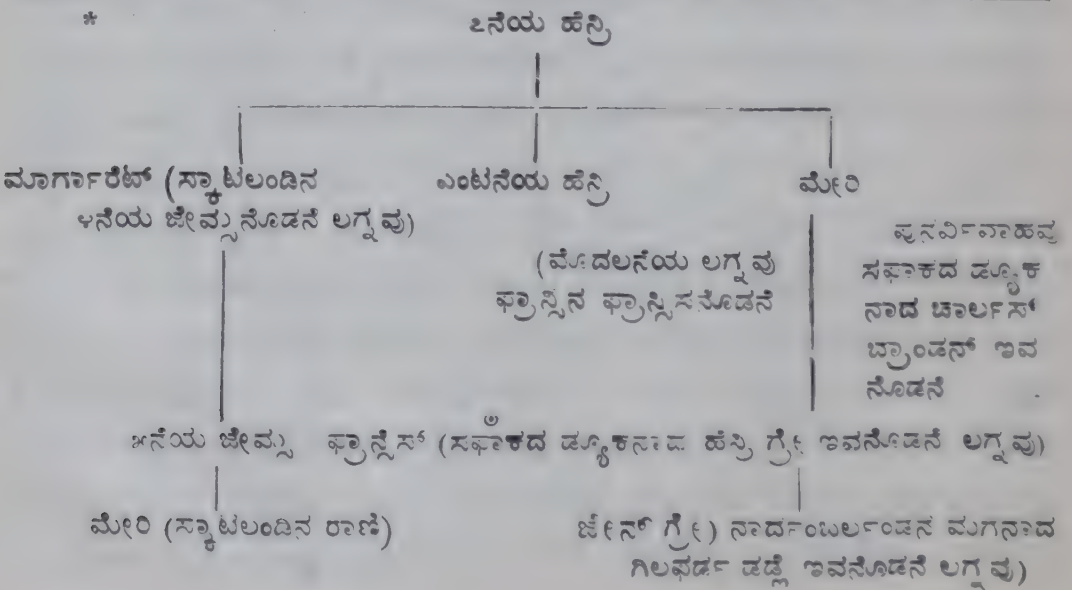 *
೭ನೆಯ ಹೆನ್ರಿ
ಮಾರ್ಗಾರೆಟ್ (ಸ್ಕಾಟಲಂಡಿನ
೪ನೆಯ ಜೇಮ್ಸನೊಡನೆ ಲಗ್ನವು)
ಎಂಟನೆಯ ಹೆನ್ರಿ
ಮೇರಿ
(ಮೊದಲನೆಯ ಲಗ್ನವು
ಫ್ರಾನ್ಸಿನ ಫ್ರಾನ್ಸಿಸನೊಡನೆ
ಪುನರ್ವಿವಾಹವು
ಸಫಾಕದ ಡ್ಯೂಕ
ನಾದ ಚಾರ್ಲಸ್
ಬ್ರಾಂಡನ್ ಇವ
ನೊಡನೆ
೫ನೆಯ ಜೇಮ್ಸ
ಫ್ರಾನ್ಸೆಸ್ (ಸಫಾಕದ ಡ್ಯೂಕನಾದ ಹೆನ್ರಿ ಗ್ರೇ ಇವನೊಡನೆ ಲಗ್ನವು)
ಮೇರಿ (ಸ್ಕಾಟಲಂಡಿನ ರಾಣಿ)
ಜೇನ್ ಗ್ರೇ) ನಾರ್ದಂಬರ್ಲಂಡನ ಮಗನಾದ
ಗಿಲಫರ್ಡ ಡಡ್ಲೆ ಇವನೊಡನೆ ಲಗ್ನವು)